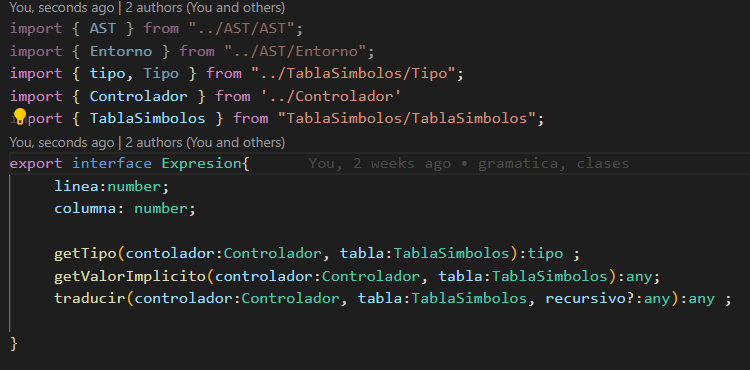 You, seconds ago | 2 authors (You and others)
import { AST } from "../AST/AST";
import { Entorno } from "../AST/Entorno";
import { tipo, Tipo } from "../TablaSimbolos/Tipo";
import { Controlador } from '../Controlador'
import { TablaSimbolos } from "TablaSimbolos/TablaSimbolos";
You, seconds ago | 2 authors (You and others)
export interface Expresion{ You, 2 weeks ago • gramatica, clases
linea:number;
columna: number;
getTipo(contolador:Controlador, tabla:TablaSimbolos):tipo ;
getValorImplicito(controlador:Controlador, tabla:TablaSimbolos):any;
traducir(controlador:Controlador, tabla:TablaSimbolos, recursivo?:any):any ;
}